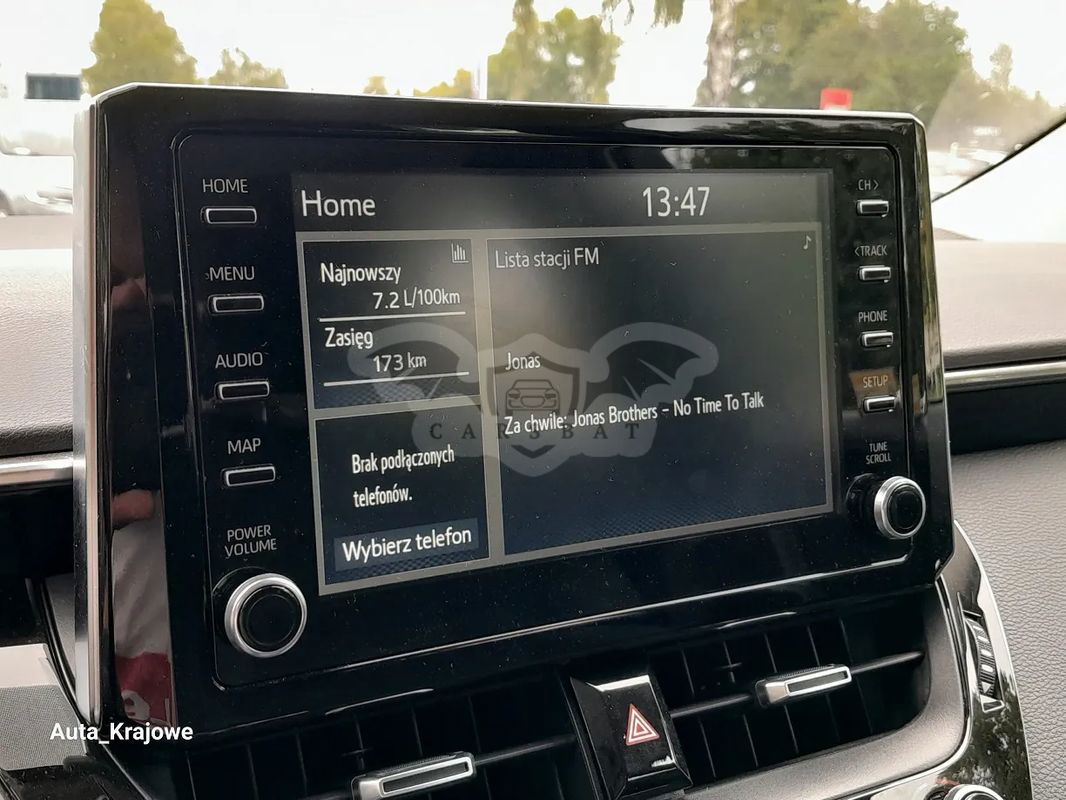 HOME
MENU
AUDIO
MAP
POWER
VOLUME
Home
13:47
Najnowszy
7.2 L/100km
Zasięg
173 km
Brak podłączonych
telefonów.
Wybierz telefon
Lista stacji FM
Jonas
Za chwile: Jonas Brothers - No Time To Talk
CARSBAT
CH>
<TRACK
PHONE
SETUP
TUNE
SCROLL
Auta_Krajowe